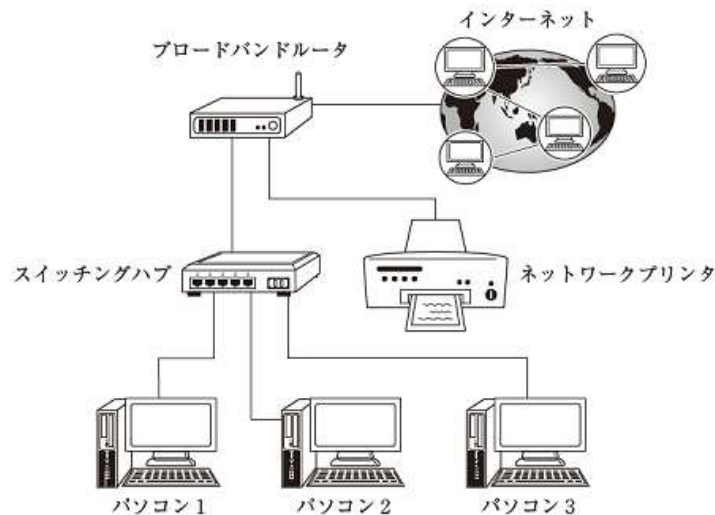 インターネット
ブロードバンドルータ
スイッチングハブ
ネットワークプリンタ
パソコン1
パソコン2
パソコン3